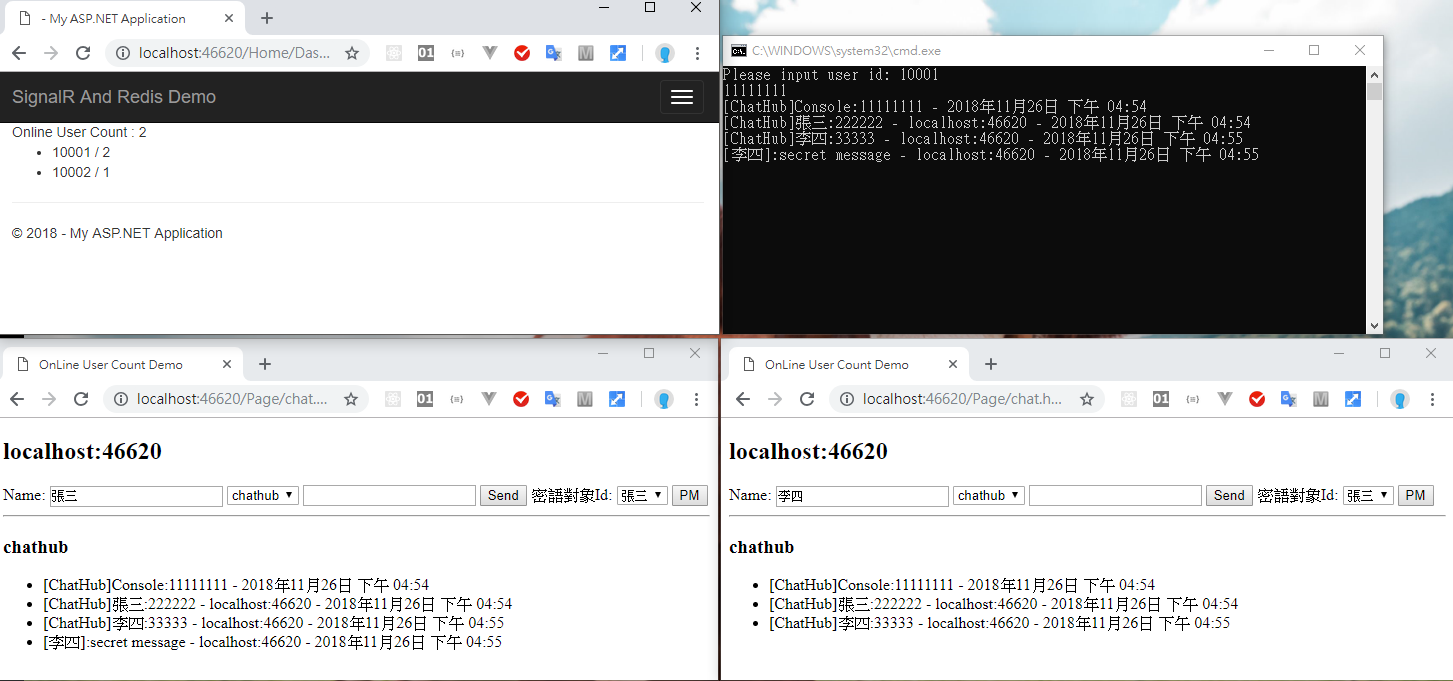 - My ASP.NET Application
localhost:46620/Home/Das...
01
SignalR And Redis Demo
Online User Count : 2
10001 / 2
10002 / 1
© 2018 - My ASP.NET Application
C:\WINDOWS\system32\cmd.exe
Please input user id: 10001
11111111
[ChatHub]Console:11111111 - 2018年11月26日 下午 04:54
[ChatHub]張三:222222 - localhost:46620 - 2018年11月26日 下午 04:54
[ChatHub]李四:33333 - localhost:46620 - 2018年11月26日 下午 04:55
[李四]:secret message - localhost:46620 - 2018年11月26日 下午 04:55
OnLine User Count Demo
localhost:46620/Page/chat....
01
localhost:46620
Name: 張三 chathub Send 密語對象Id: 張三 PM
chathub
[ChatHub]Console:11111111 - 2018年11月26日 下午 04:54
[ChatHub]張三:222222 - localhost:46620 - 2018年11月26日 下午 04:54
[ChatHub]李四:33333 - localhost:46620 - 2018年11月26日 下午 04:55
[李四]:secret message - localhost:46620 - 2018年11月26日 下午 04:55
OnLine User Count Demo
localhost:46620/Page/chat.h...
01
localhost:46620
Name: 李四 chathub Send 密語對象Id: 張三 PM
chathub
[ChatHub]Console:11111111 - 2018年11月26日 下午 04:54
[ChatHub]張三:222222 - localhost:46620 - 2018年11月26日 下午 04:54
[ChatHub]李四:33333 - localhost:46620 - 2018年11月26日 下午 04:55